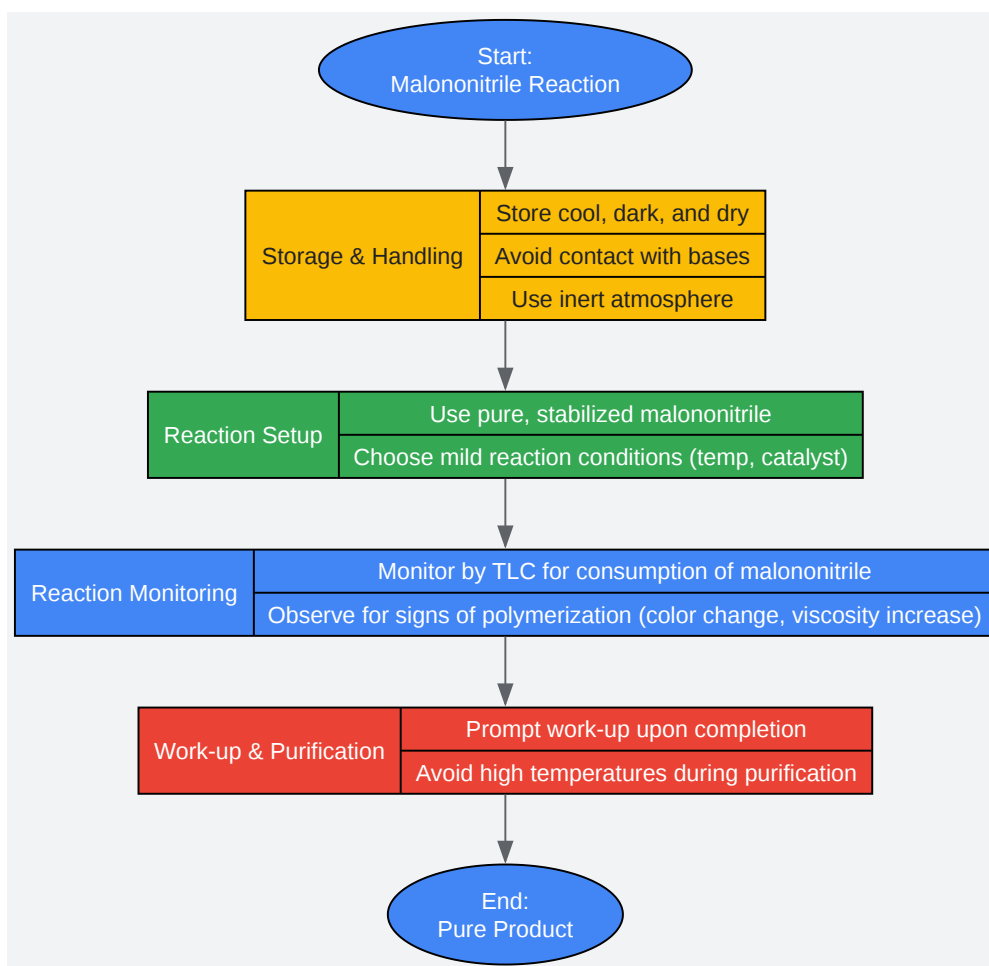 Start:
Malononitrile Reaction
Storage & Handling
Store cool, dark, and dry
Avoid contact with bases
Use inert atmosphere
Reaction Setup
Use pure, stabilized malononitrile
Choose mild reaction conditions (temp, catalyst)
Reaction Monitoring
Monitor by TLC for consumption of malononitrile
Observe for signs of polymerization (color change, viscosity increase)
Work-up & Purification
Prompt work-up upon completion
Avoid high temperatures during purification
End:
Pure Product